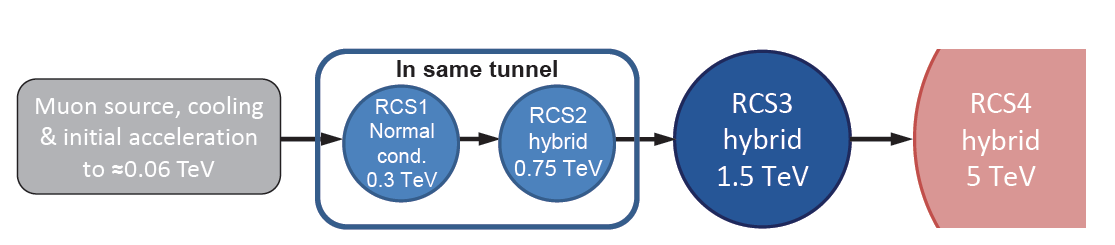 Muon source, cooling
& initial acceleration
to ≈0.06 TeV
In same tunnel
RCS1
Normal
cond.
0.3 TeV
RCS2
hybrid
0.75 TeV
RCS3
hybrid
1.5 TeV
RCS4
hybrid
5 TeV